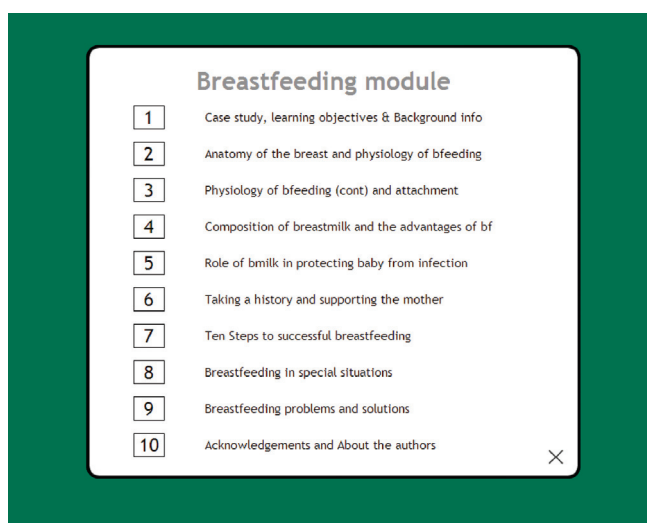 Breastfeeding module
1 Case study, learning objectives & Background info
2 Anatomy of the breast and physiology of bfeeding
3 Physiology of bfeeding (cont) and attachment
4 Composition of breastmilk and the advantages of bf
5 Role of bmilk in protecting baby from infection
6 Taking a history and supporting the mother
7 Ten Steps to successful breastfeeding
8 Breastfeeding in special situations
9 Breastfeeding problems and solutions
10 Acknowledgements and About the authors